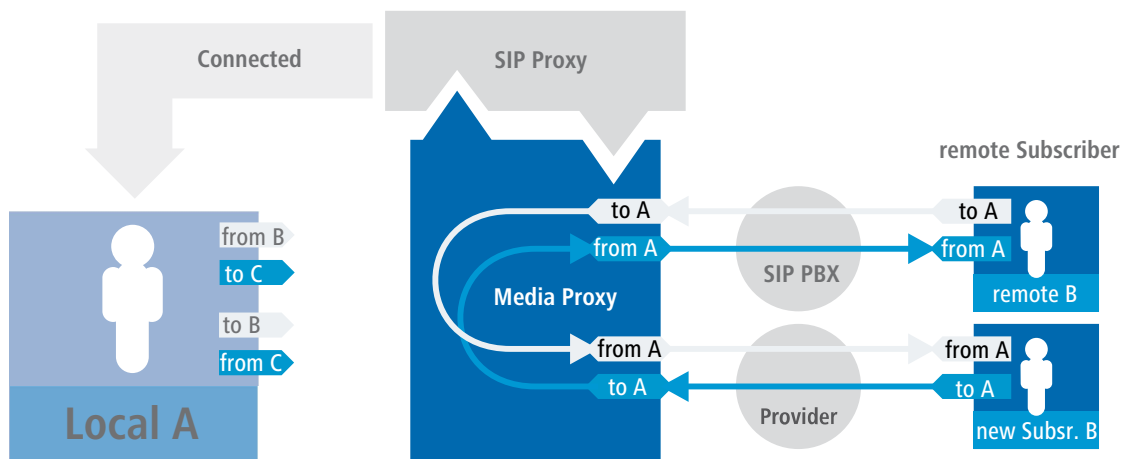 Connected
SIP Proxy
remote Subscriber
to A
to A
from B
from A
from A
to C
SIP PBX
Media Proxy
remote B
to B
from A
from A
from C
to A
to A
Local A
Provider
new Subsr. B